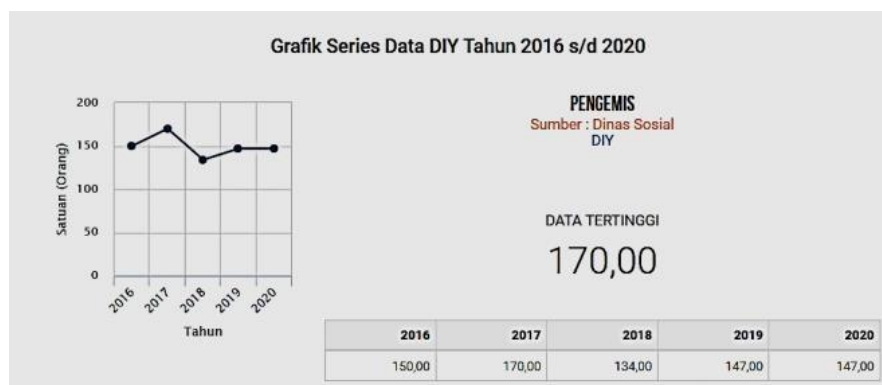 Grafik Series Data DIY Tahun 2016 s/d 2020
200
150
100
50
0
Satuan (Orang)
2016 2017 2018 2019 2020
Tahun
PENGEMIS
Sumber : Dinas Sosial
DIY
DATA TERTINGGI
170,00
2016 2017 2018 2019 2020
150,00 170,00 134,00 147,00 147,00